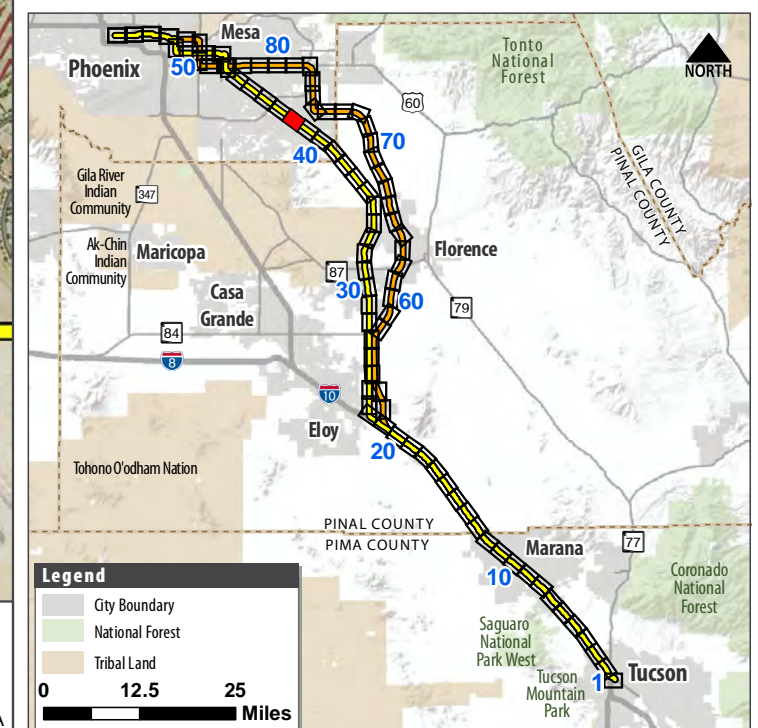 Mesa
80
Phoenix
50
Tonto
National
Forest
NORTH
60
70
40
GILA COUNTY
PINAL COUNTY
Gila River
Indian
Community
347
Ak-Chin
Indian
Community
Maricopa
Florence
87
30
60
Casa
Grande
79
84
8
10
Eloy
20
Tohono O'odham Nation
PINAL COUNTY
PIMA COUNTY
Marana
77
10
Coronado
National
Forest
Saguaro
National
Park West
Tucson
Mountain
Park
1
Tucson
Legend
City Boundary
National Forest
Tribal Land
0 12.5 25
Miles
A